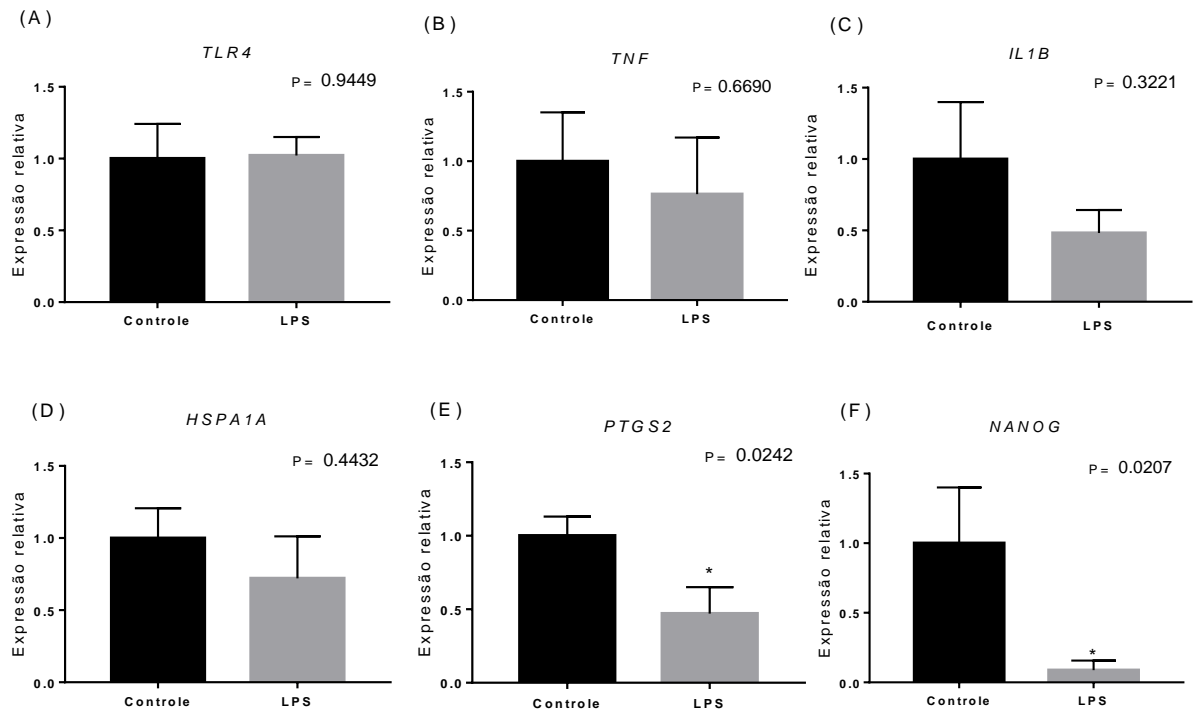 (A)
TLR4
P = 0.9449
Expressão relativa
1.5
1.0
0.5
0.0
Controle LPS
(B)
TNF
P = 0.6690
Expressão relativa
1.5
1.0
0.5
0.0
Controle LPS
(C)
IL1B
P = 0.3221
Expressão relativa
1.5
1.0
0.5
0.0
Controle LPS
(D)
HSPA1A
P = 0.4432
Expressão relativa
1.5
1.0
0.5
0.0
Controle LPS
(E)
PTGS2
P = 0.0242
Expressão relativa
1.5
1.0
0.5
0.0
*
Controle LPS
(F)
NANOG
P = 0.0207
Expressão relativa
1.5
1.0
0.5
0.0
*
Controle LPS